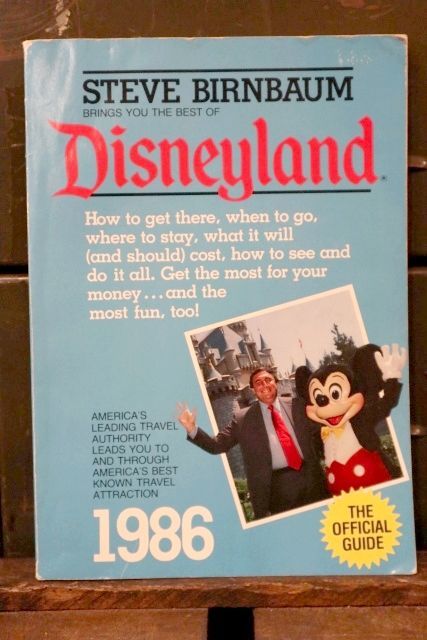 STEVE BIRNBAUM
BRINGS YOU THE BEST OF
Disneyland
How to get there, when to go,
where to stay, what it will
(and should) cost, how to see and
do it all. Get the most for your
money...and the
most fun, too!
AMERICA'S
LEADING TRAVEL
AUTHORITY
LEADS YOU TO
AND THROUGH
AMERICA'S BEST
KNOWN TRAVEL
ATTRACTION
1986
THE
OFFICIAL
GUIDE